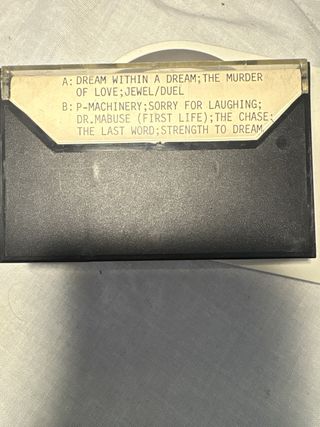 A: DREAM WITHIN A DREAM;THE MURDER
OF LOVE;JEWEL/DUEL
B: P-MACHINERY;SORRY FOR LAUGHING;
DR.MABUSE (FIRST LIFE);THE CHASE;
THE LAST WORD;STRENGTH TO DREAM